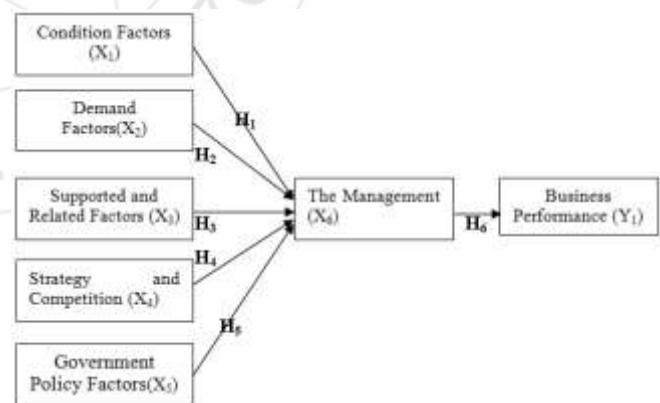 Condition Factors
(X₁)
H₁
Demand
Factors(X₂)
H₂
Supported and
Related Factors (X₃)
H₃
Strategy and
Competition (X₄)
H₄
Government
Policy Factors(X₅)
H₅
The Management
(X₆)
H₆
Business
Performance (Y₁)